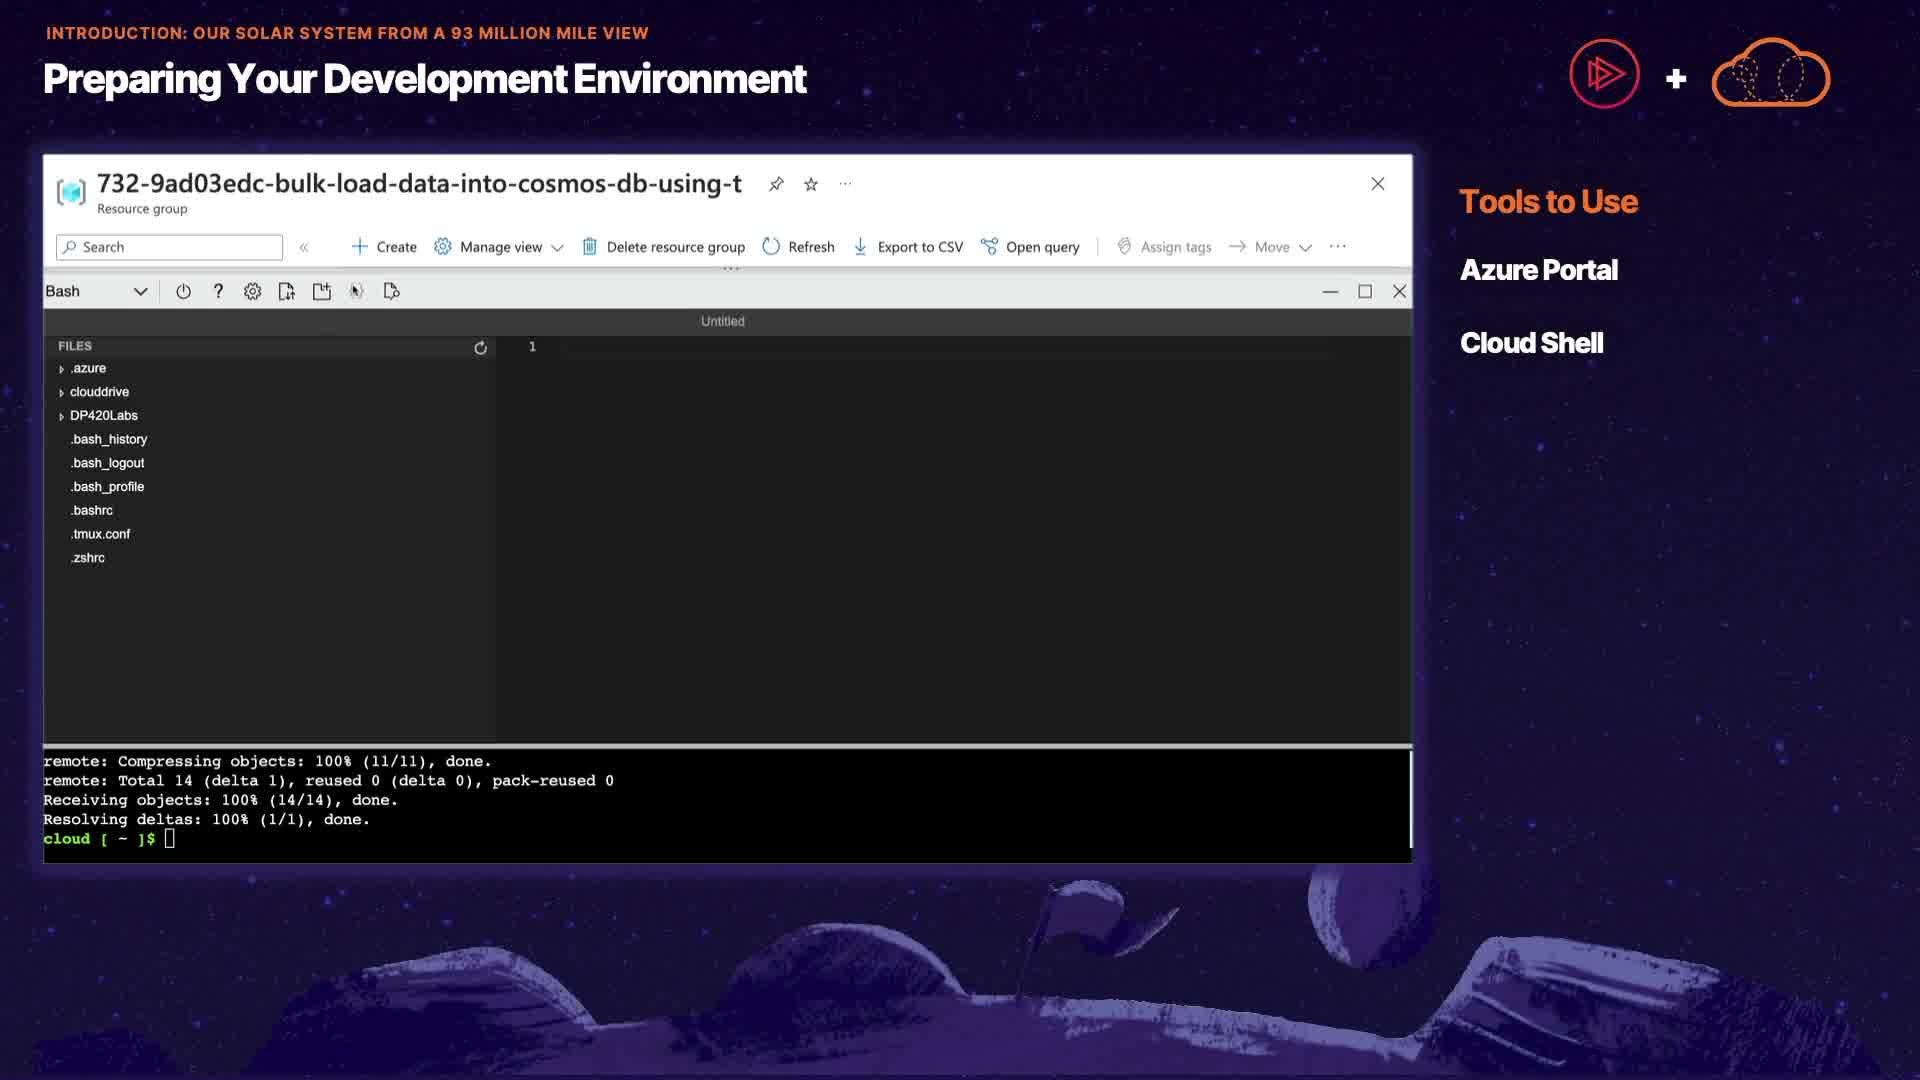 INTRODUCTION: OUR SOLAR SYSTEM FROM A 93 MILLION MILE VIEW
Preparing Your Development Environment
+
732-9ad03edc-bulk-load-data-into-cosmos-db-using-t
Resource group
Search
Create
Manage view
Delete resource group
Refresh
Export to CSV
Open query
Assign tags
Move
Bash
Untitled
FILES
1
.azure
clouddrive
DP420Labs
.bash_history
.bash_logout
.bash_profile
.bashrc
.tmux.conf
.zshrc
remote: Compressing objects: 100% (11/11), done.
remote: Total 14 (delta 1), reused 0 (delta 0), pack-reused 0
Receiving objects: 100% (14/14), done.
Resolving deltas: 100% (1/1), done.
cloud [ ~ ]$
Tools to Use
Azure Portal
Cloud Shell